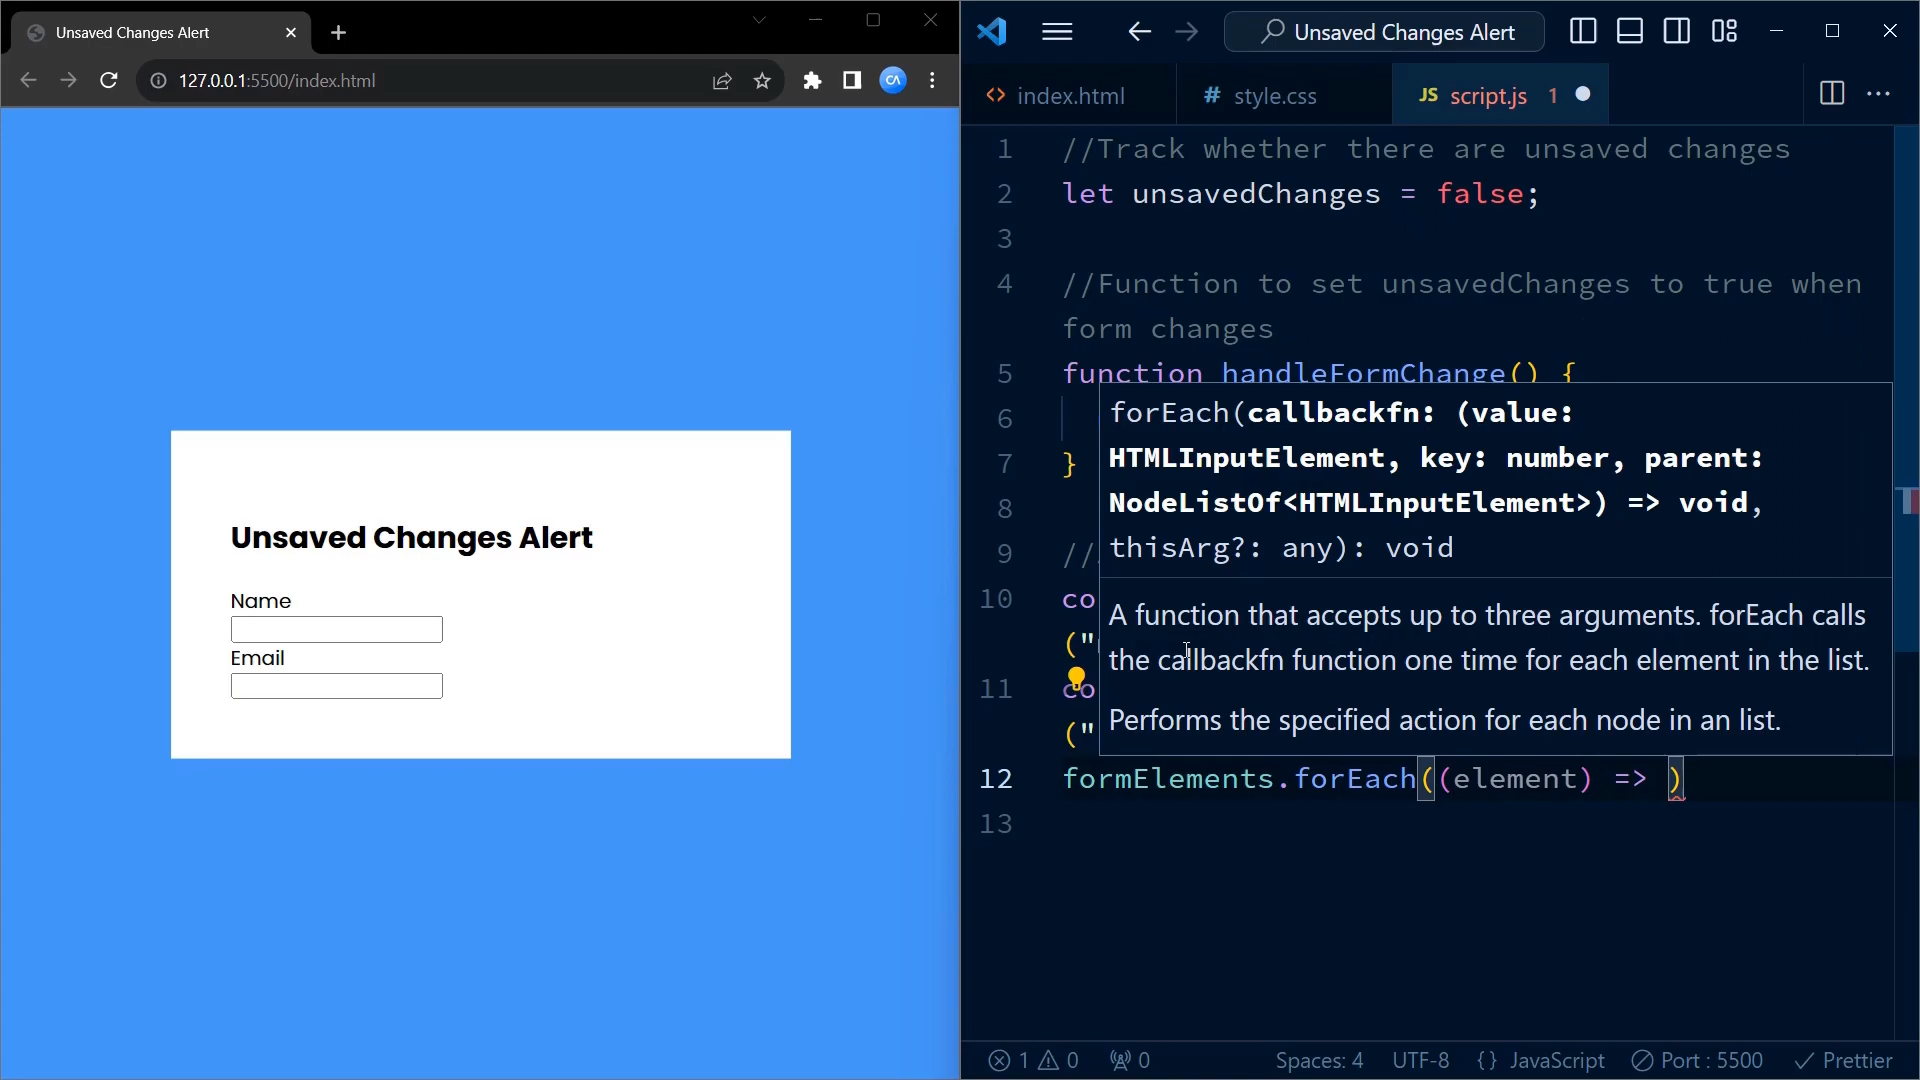 Unsaved Changes Alert
127.0.0.1:5500/index.html
CA
Unsaved Changes Alert
Name
Email
Unsaved Changes Alert
<> index.html
# style.css
JS script.js 1
1 //Track whether there are unsaved changes
2 let unsavedChanges = false;
3
4 //Function to set unsavedChanges to true when
form changes
5 function handleFormChange() {
6
7 }
8
9 //
10 co
("
11 co
("
forEach(callbackfn: (value:
HTMLInputElement, key: number, parent:
NodeListOf<HTMLInputElement>) => void,
thisArg?: any): void
A function that accepts up to three arguments. forEach calls
the callbackfn function one time for each element in the list.
Performs the specified action for each node in an list.
12 formElements.forEach((element) => )
13
1 0 0 Spaces: 4 UTF-8 {} JavaScript Port : 5500 Prettier